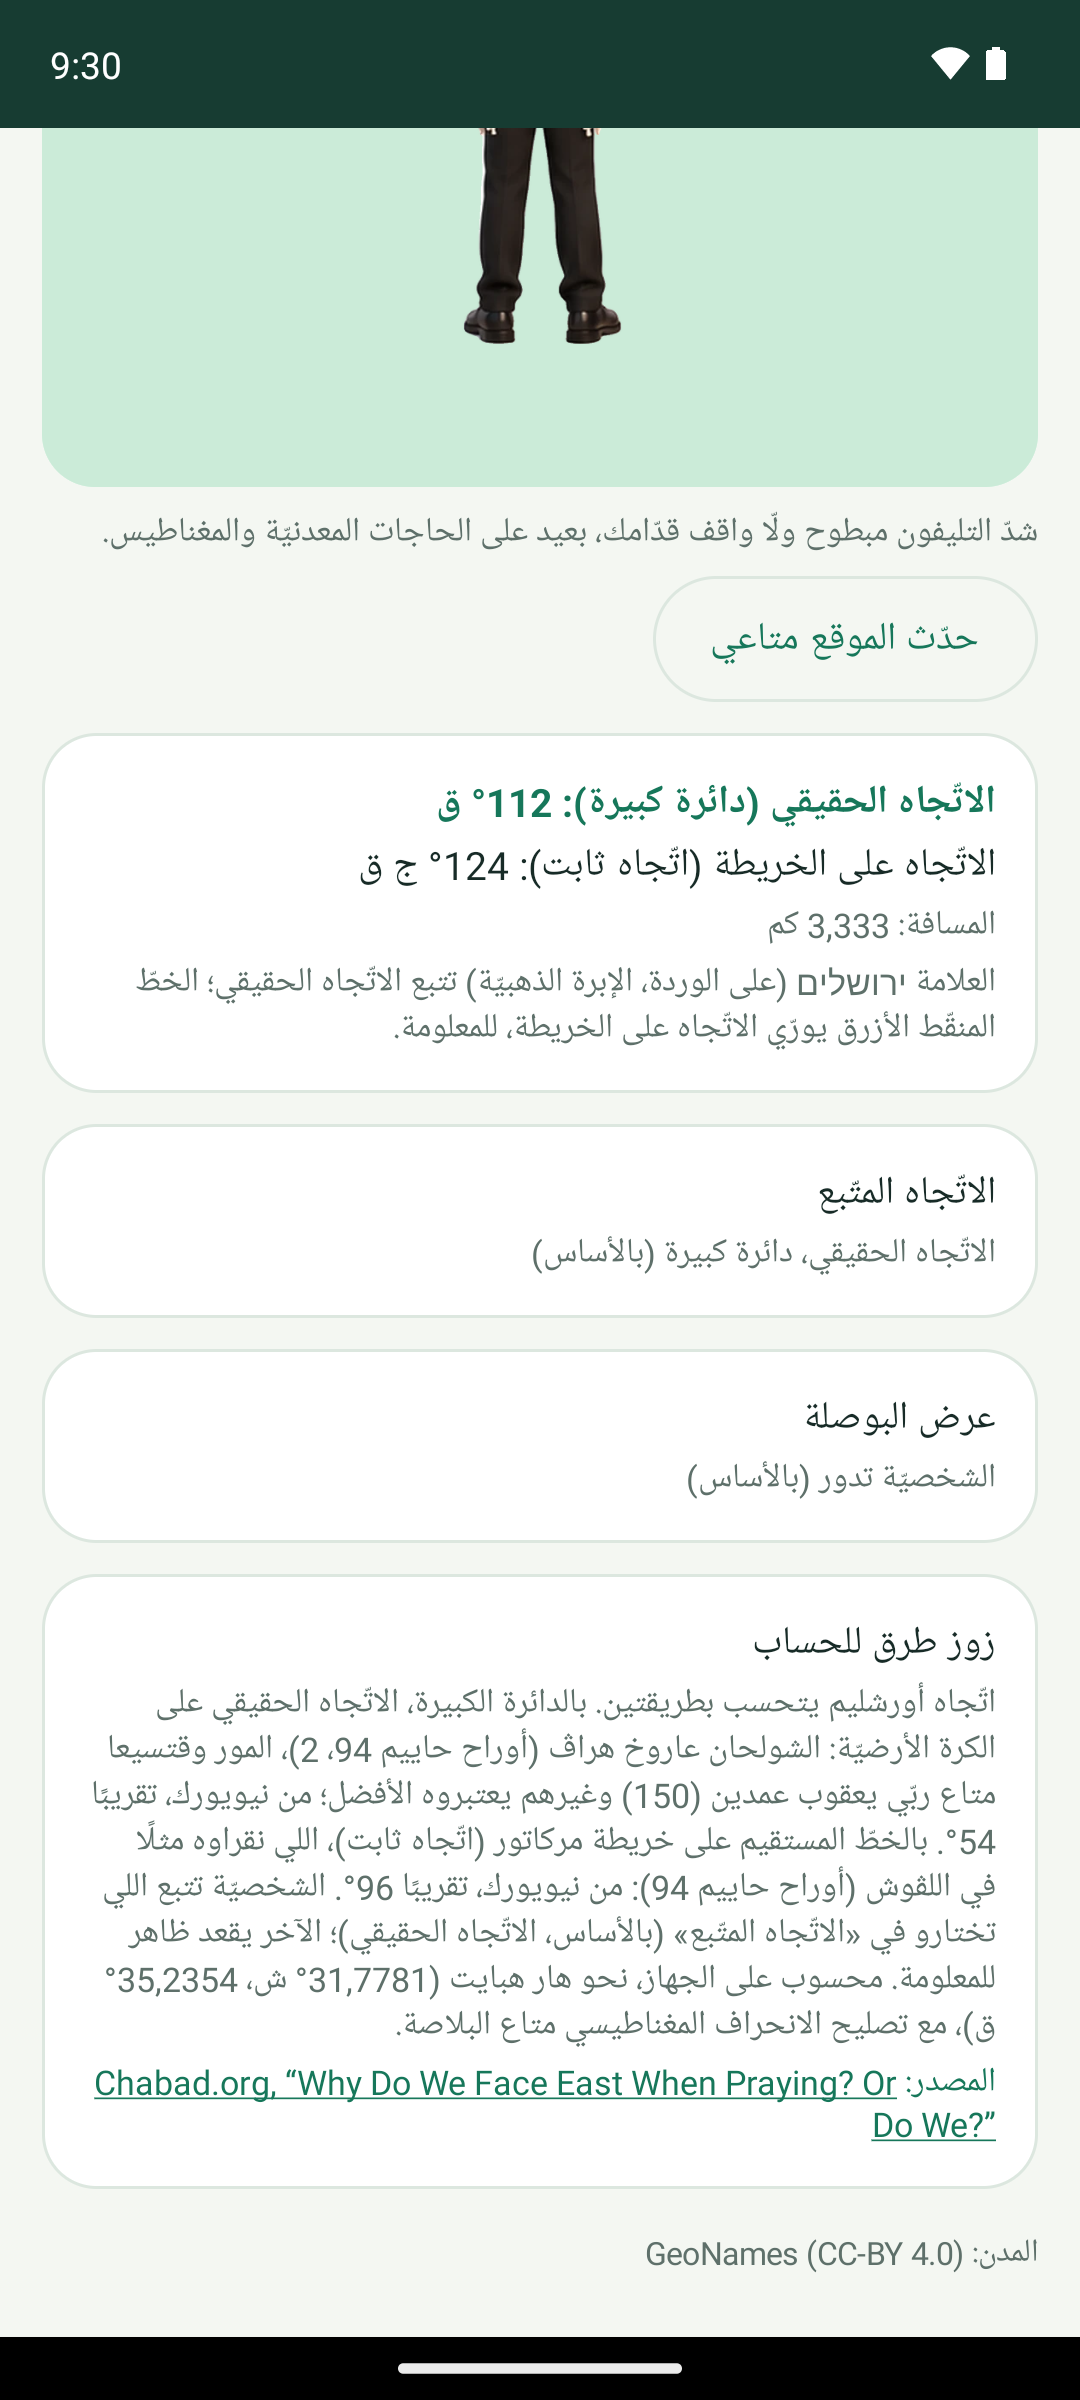 9:30
شدّ التليفون مبطوح ولّا واقف قدّامك، بعيد على الحاجات المعدنيّة والمغناطيس.
حدّث الموقع متاعي
الاتّجاه الحقيقي (دائرة كبيرة): 112° ق
الاتّجاه على الخريطة (اتّجاه ثابت): 124° ج ق
المسافة: 3,333 كم
العلامة ירושלים (على الوردة، الإبرة الذهبيّة) تتبع الاتّجاه الحقيقي؛ الخطّ
المنقّط الأزرق يورّي الاتّجاه على الخريطة، للمعلومة.
الاتّجاه المتّبع
الاتّجاه الحقيقي، دائرة كبيرة (بالأساس)
عرض البوصلة
الشخصيّة تدور (بالأساس)
زوز طرق للحساب
اتّجاه أورشليم يتحسب بطريقتين. بالدائرة الكبيرة، الاتّجاه الحقيقي على
الكرة الأرضيّة: الشولحان عاروخ هراڤ (أوراح حاييم 94، 2)، المور وقتسيعا
متاع ربّي يعقوب عمدين (150) وغيرهم يعتبروه الأفضل؛ من نيويورك، تقريبًا
54°. بالخطّ المستقيم على خريطة مركاتور (اتّجاه ثابت)، اللي نقراوه مثلًا
في اللڤوش (أوراح حاييم 94): من نيويورك، تقريبًا 96°. الشخصيّة تتبع اللي
تختارو في «الاتّجاه المتّبع» (بالأساس، الاتّجاه الحقيقي)؛ الآخر يقعد ظاهر
للمعلومة. محسوب على الجهاز، نحو هار هبايت (31,7781° ش، 35,2354°
ق)، مع تصليح الانحراف المغناطيسي متاع البلاصة.
المصدر: Chabad.org, “Why Do We Face East When Praying? Or
Do We?”
المدن: GeoNames (CC-BY 4.0)